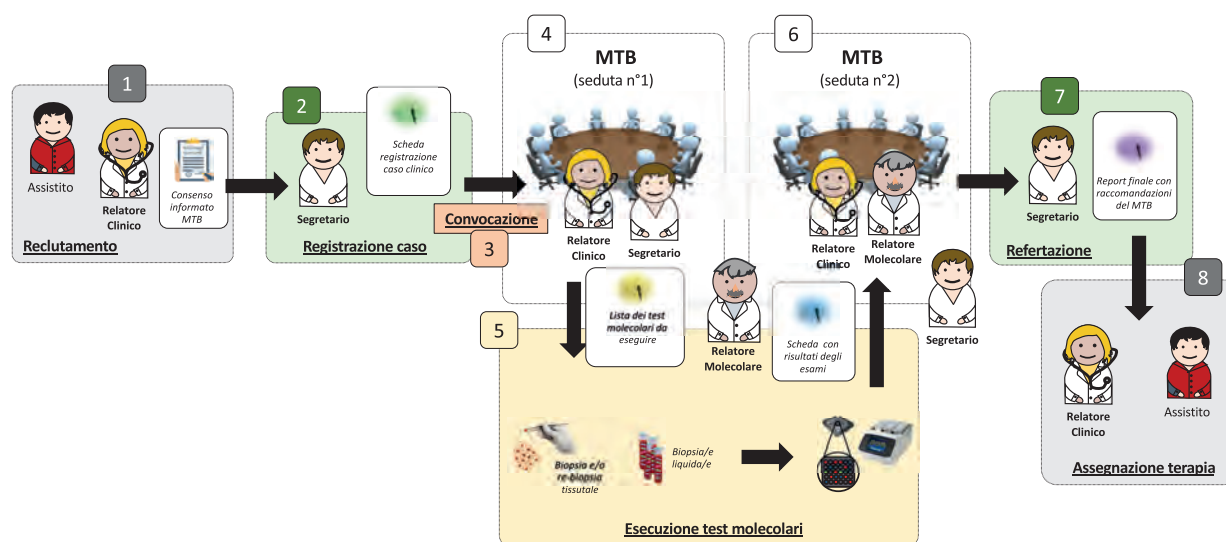 1
Assistito
Relatore
Clinico
Consenso
informato
MTB
Reclutamento
2
Segretario
Scheda
registrazione
caso clinico
Registrazione caso
Convocazione
3
4
MTB
(seduta n°1)
Relatore
Clinico
Segretario
5
Lista dei test
molecolari da
eseguire
Relatore
Molecolare
Scheda con
risultati degli
esami
Biopsia e/o
re-biopsia
tissutale
Biopsia/e
liquida/e
Esecuzione test molecolari
6
MTB
(seduta n°2)
Relatore
Clinico
Relatore
Molecolare
Segretario
7
Segretario
Report finale con
raccomandazioni
del MTB
Refertazione
8
Relatore
Clinico
Assistito
Assegnazione terapia